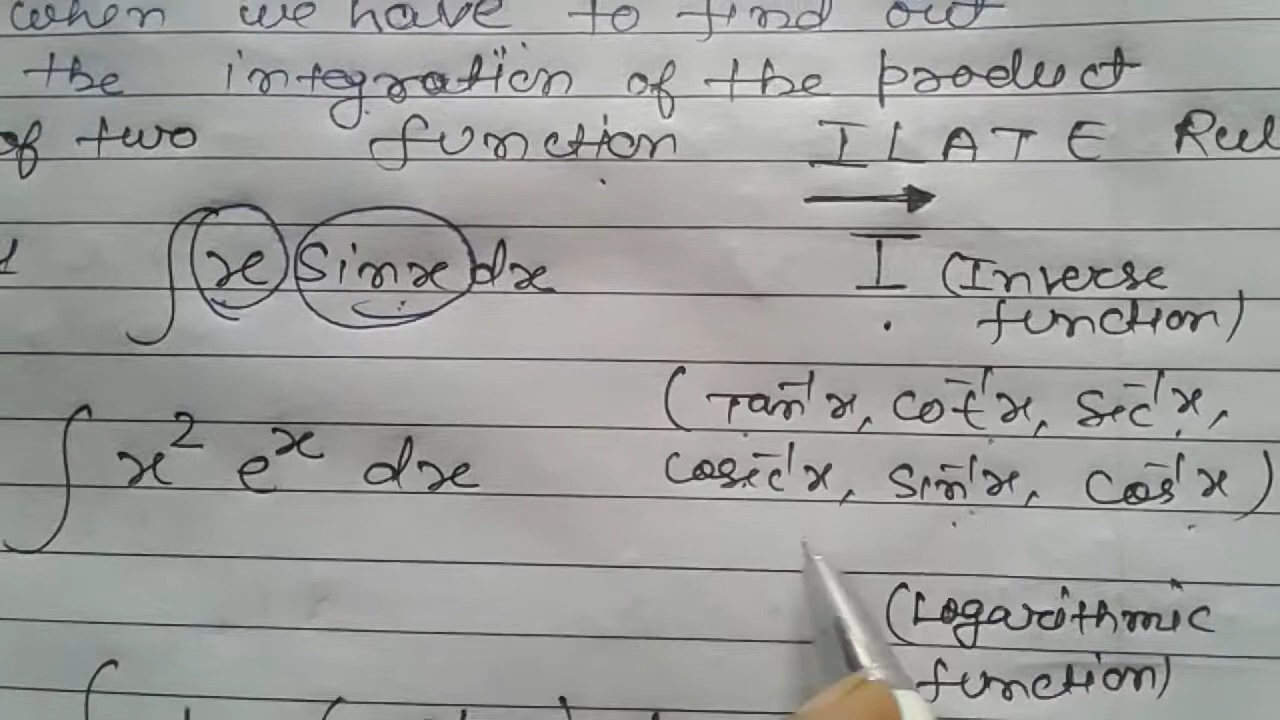 when we have to find out
the integration of the product
of two function ILATE Rul
∫ x sinx dx
I (Inverse
function)
∫ x² eˣ dx
(Tan⁻¹x, cot⁻¹x, sec⁻¹x,
cosec⁻¹x, sin⁻¹x, cos⁻¹x)
(Logarithmic
function)